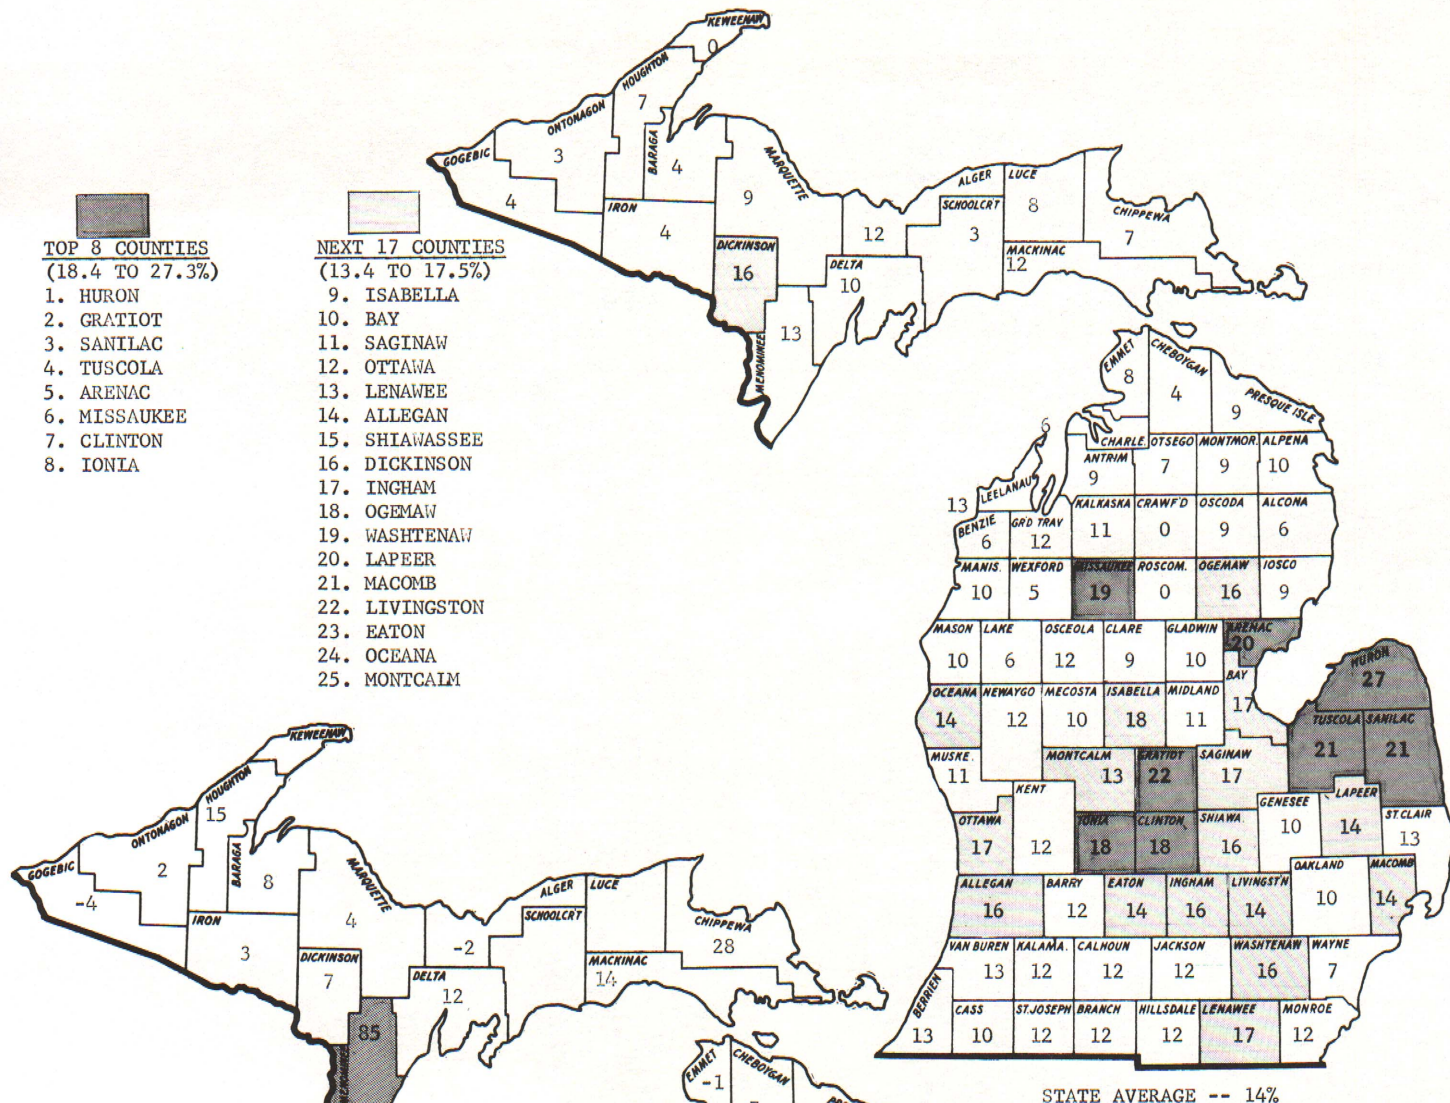 TOP 8 COUNTIES
(18.4 TO 27.3%)
1. HURON
2. GRATIOT
3. SANILAC
4. TUSCOLA
5. ARENAC
6. MISSAUKEE
7. CLINTON
8. IONIA
NEXT 17 COUNTIES
(13.4 TO 17.5%)
9. ISABELLA
10. BAY
11. SAGINAW
12. OTTAWA
13. LENAWEE
14. ALLEGAN
15. SHIAWASSEE
16. DICKINSON
17. INGHAM
18. OGEMAW
19. WASHTENAW
20. LAPEER
21. MACOMB
22. LIVINGSTON
23. EATON
24. OCEANA
25. MONTCALM
KEWEENAW
0
HOUGHTON
7
ONTONAGON
3
GOGEBIC
4
BARAGA
4
MARQUETTE
9
IRON
4
DICKINSON
16
MENOMINEE
13
DELTA
10
ALGER
12
SCHOOLCR'T
3
LUCE
8
MACKINAC
12
CHIPPEWA
7
EMMET
8
CHEBOYGAN
4
PRESQUE ISLE
9
6
CHARLE. OTSEGO MONTMOR. ALPENA
ANTRIM
9 7 9 10
LEELANAU
13
BENZIE GR'D TRAV KALKASKA CRAWF'D OSCODA ALCONA
6 12 11 0 9 6
MANIS. WEXFORD MISSAUKEE ROSCOM. OGEMAW IOSCO
10 5 19 0 16 9
MASON LAKE OSCEOLA CLARE GLADWIN ARENAC
10 6 12 9 10 20
BAY
17
HURON
27
OCEANA NEWAYGO MECOSTA ISABELLA MIDLAND
14 12 10 18 11
TUSCOLA SANILAC
21 21
MUSKE. MONTCALM GRATIOT SAGINAW
11 13 22 17
KENT
12
GENESEE
10
LAPEER
14
ST. CLAIR
13
OTTAWA IONIA CLINTON SHIAWA.
17 18 18 16
OAKLAND
10
MACOMB
14
ALLEGAN BARRY EATON INGHAM LIVINGST'N
16 12 14 16 14
VAN BUREN KALAMA. CALHOUN JACKSON WASHTENAW WAYNE
13 12 12 12 16 7
BERRIEN
13
CASS ST. JOSEPH BRANCH HILLSDALE LENAWEE MONROE
10 12 12 12 17 12
STATE AVERAGE -- 14%
KEWEENAW
HOUGHTON
15
ONTONAGON
2
GOGEBIC
-4
BARAGA
8
MARQUETTE
4
IRON
3
DICKINSON
7
MENOMINEE
85
DELTA
12
ALGER
-2
SCHOOLCR'T
LUCE
MACKINAC
14
CHIPPEWA
28
EMMET
-1
CHEBOYGAN